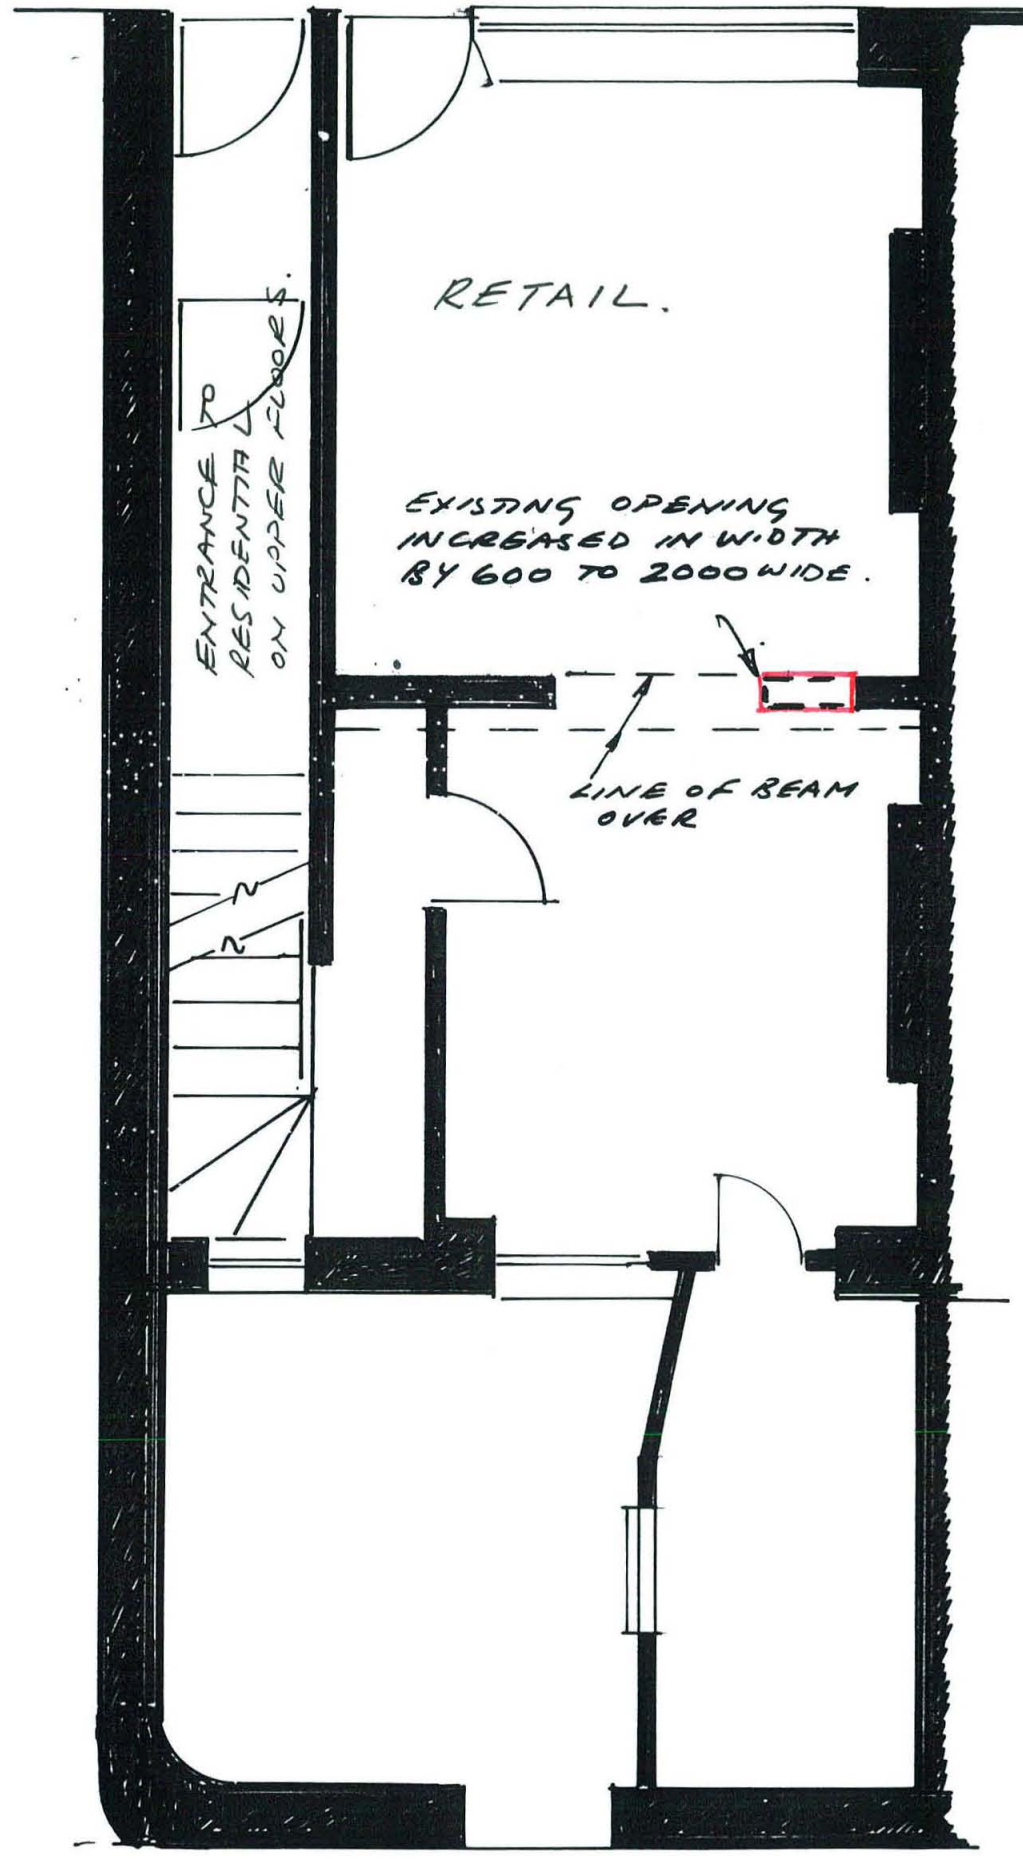 RETAIL.
ENTRANCE TO
RESIDENTIAL
ON UPPER FLOORS.
EXISTING OPENING
INCREASED IN WIDTH
BY 600 TO 2000 WIDE.
LINE OF BEAM
OVER